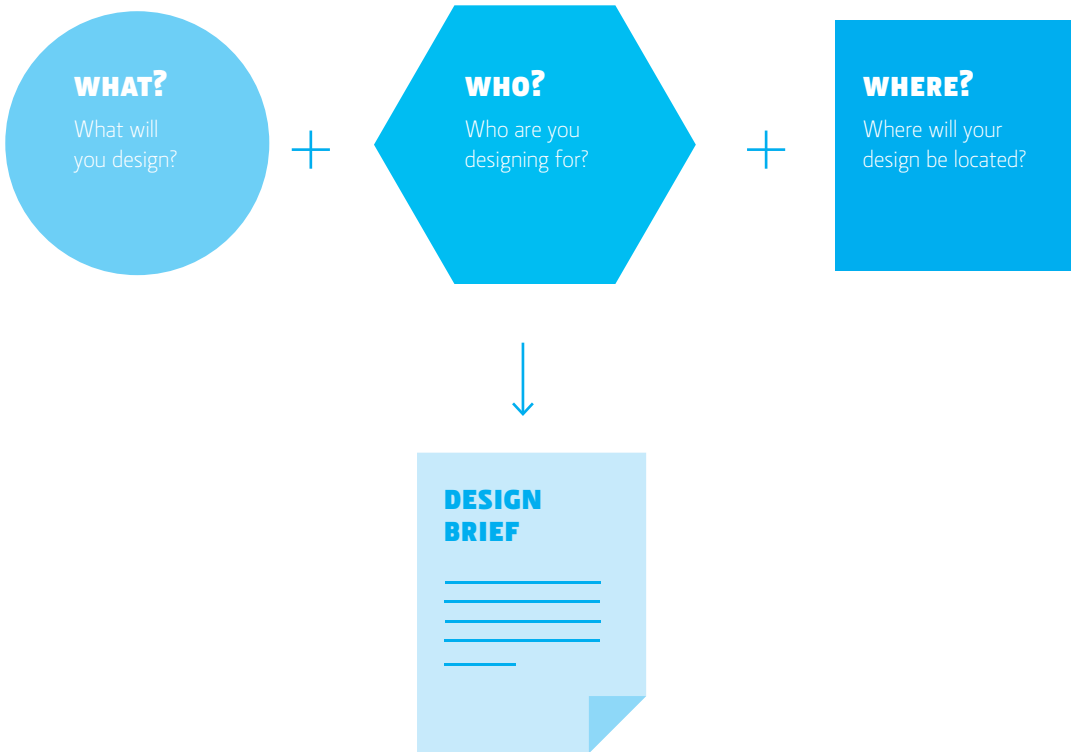 WHAT?
What will
you design?
+
WHO?
Who are you
designing for?
+
WHERE?
Where will your
design be located?
DESIGN
BRIEF